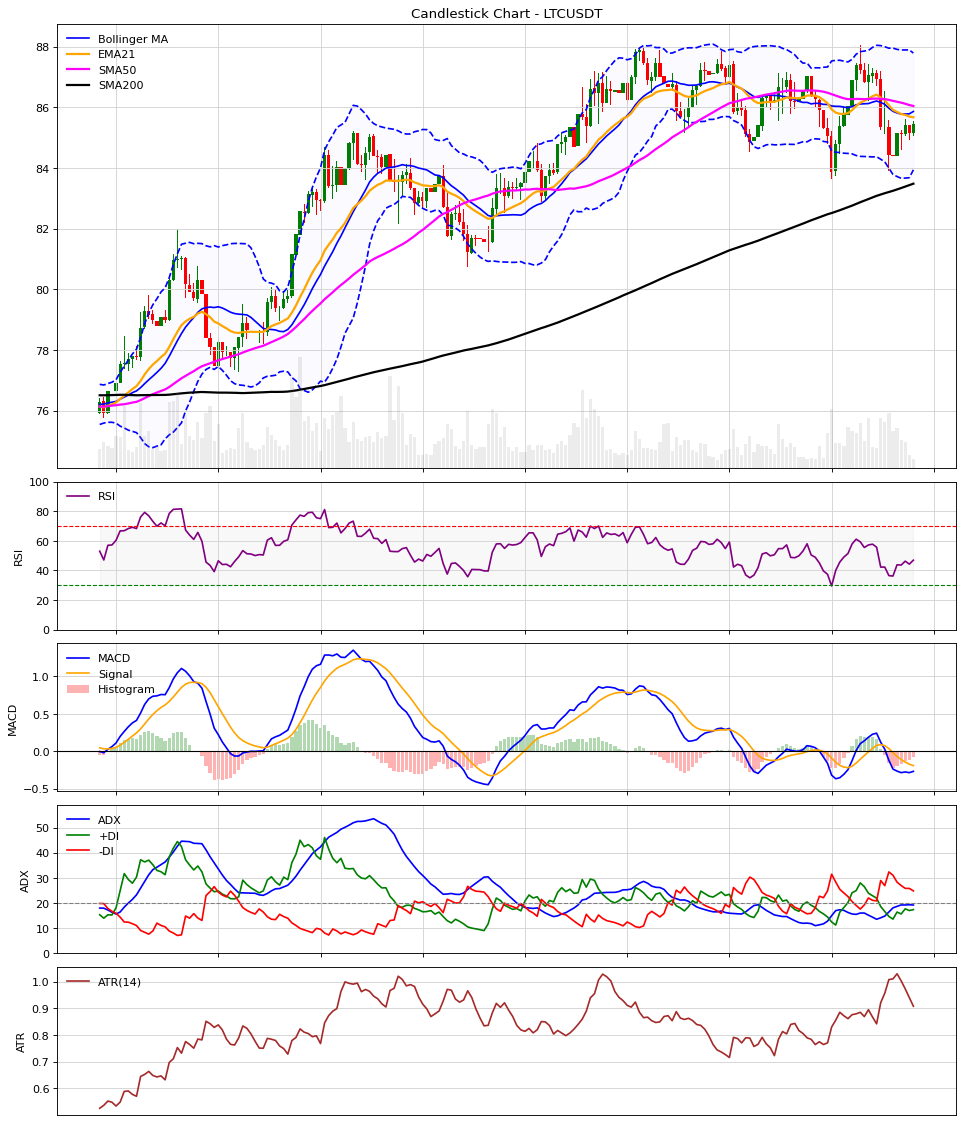 Candlestick Chart - LTCUSDT
Bollinger MA
EMA21
SMA50
SMA200
88
86
84
82
80
78
76
RSI
100
80
60
40
20
0
RSI
MACD
Signal
Histogram
1.0
0.5
0.0
−0.5
MACD
ADX
+DI
-DI
50
40
30
20
10
0
ADX
ATR(14)
1.0
0.9
0.8
0.7
0.6
ATR